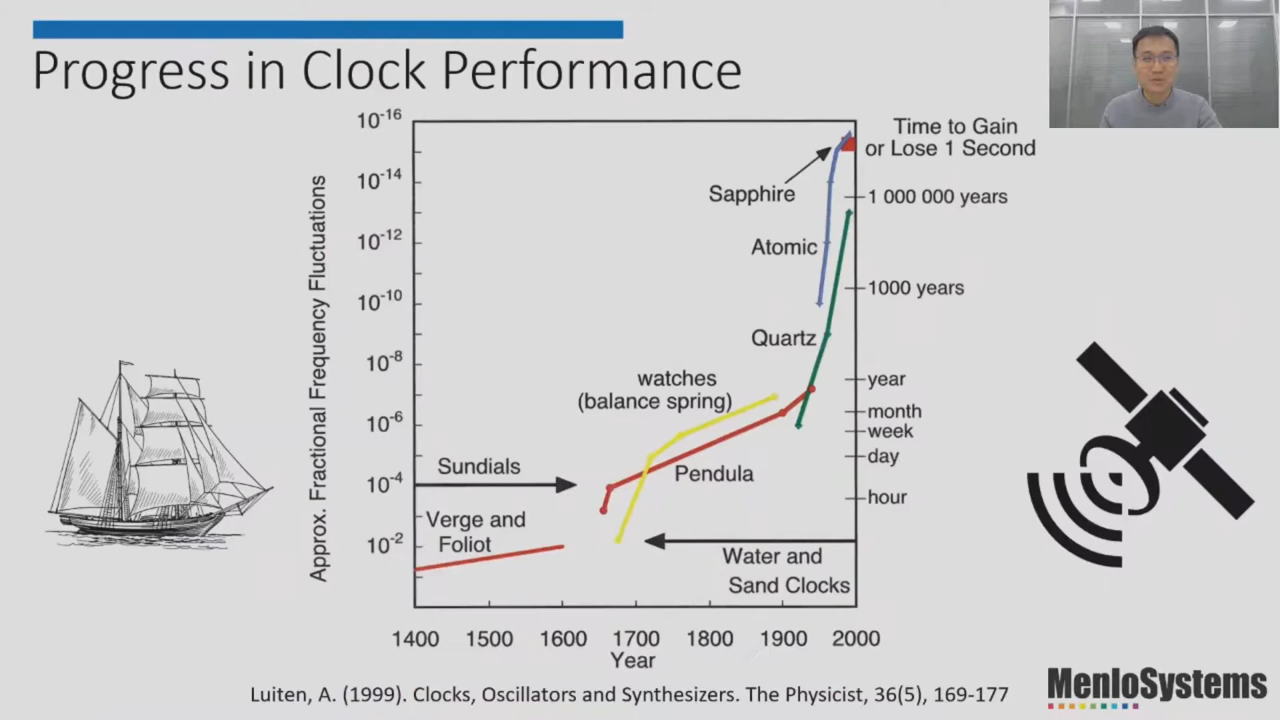 Progress in Clock Performance
10-16
10-14
10-12
10-10
10-8
10-6
10-4
10-2
Approx. Fractional Frequency Fluctuations
Time to Gain
or Lose 1 Second
1 000 000 years
1000 years
year
month
week
day
hour
Sapphire
Atomic
Quartz
watches
(balance spring)
Sundials
Pendula
Verge and
Foliot
Water and
Sand Clocks
1400 1500 1600 1700 1800 1900 2000
Year
Luiten, A. (1999). Clocks, Oscillators and Synthesizers. The Physicist, 36(5), 169-177
MenloSystems